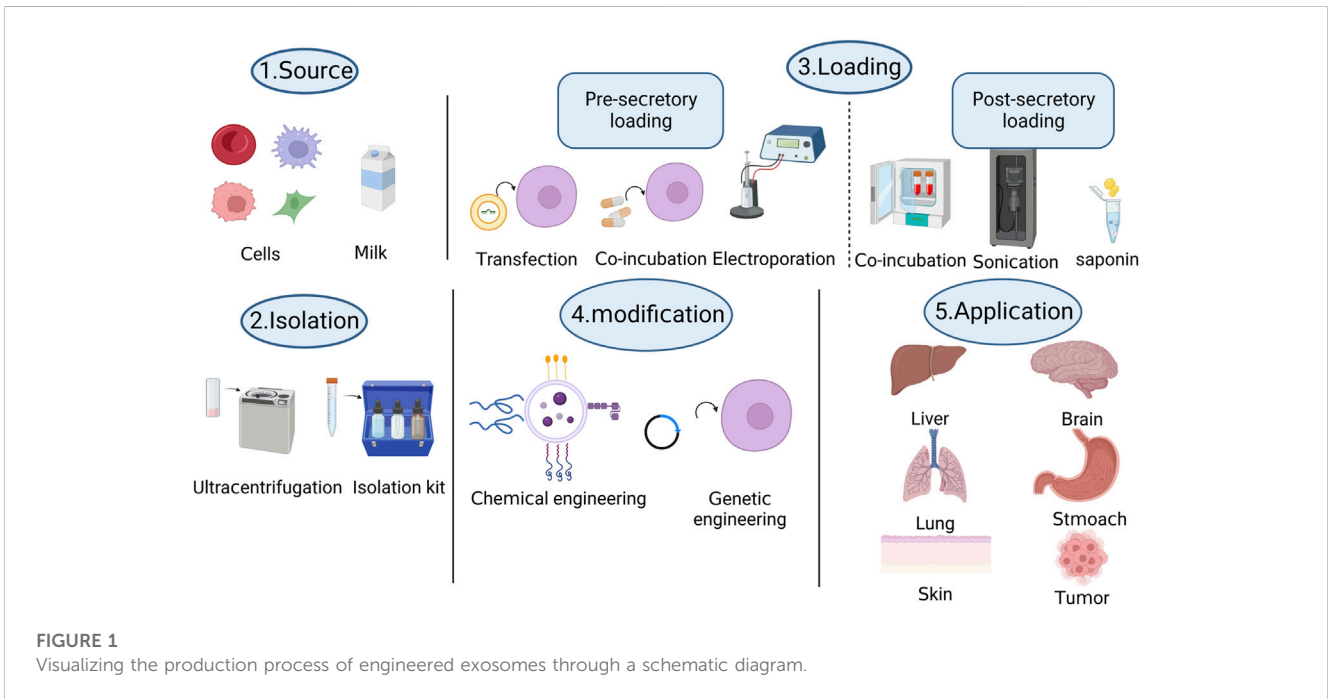 1.Source
Cells
Milk
3.Loading
Pre-secretory
loading
Transfection
Co-incubation
Electroporation
Post-secretory
loading
Co-incubation
Sonication
saponin
2.Isolation
Ultracentrifugation
Isolation kit
4.modification
Chemical engineering
Genetic
engineering
5.Application
Liver
Brain
Lung
Stmoach
Skin
Tumor
FIGURE 1
Visualizing the production process of engineered exosomes through a schematic diagram.